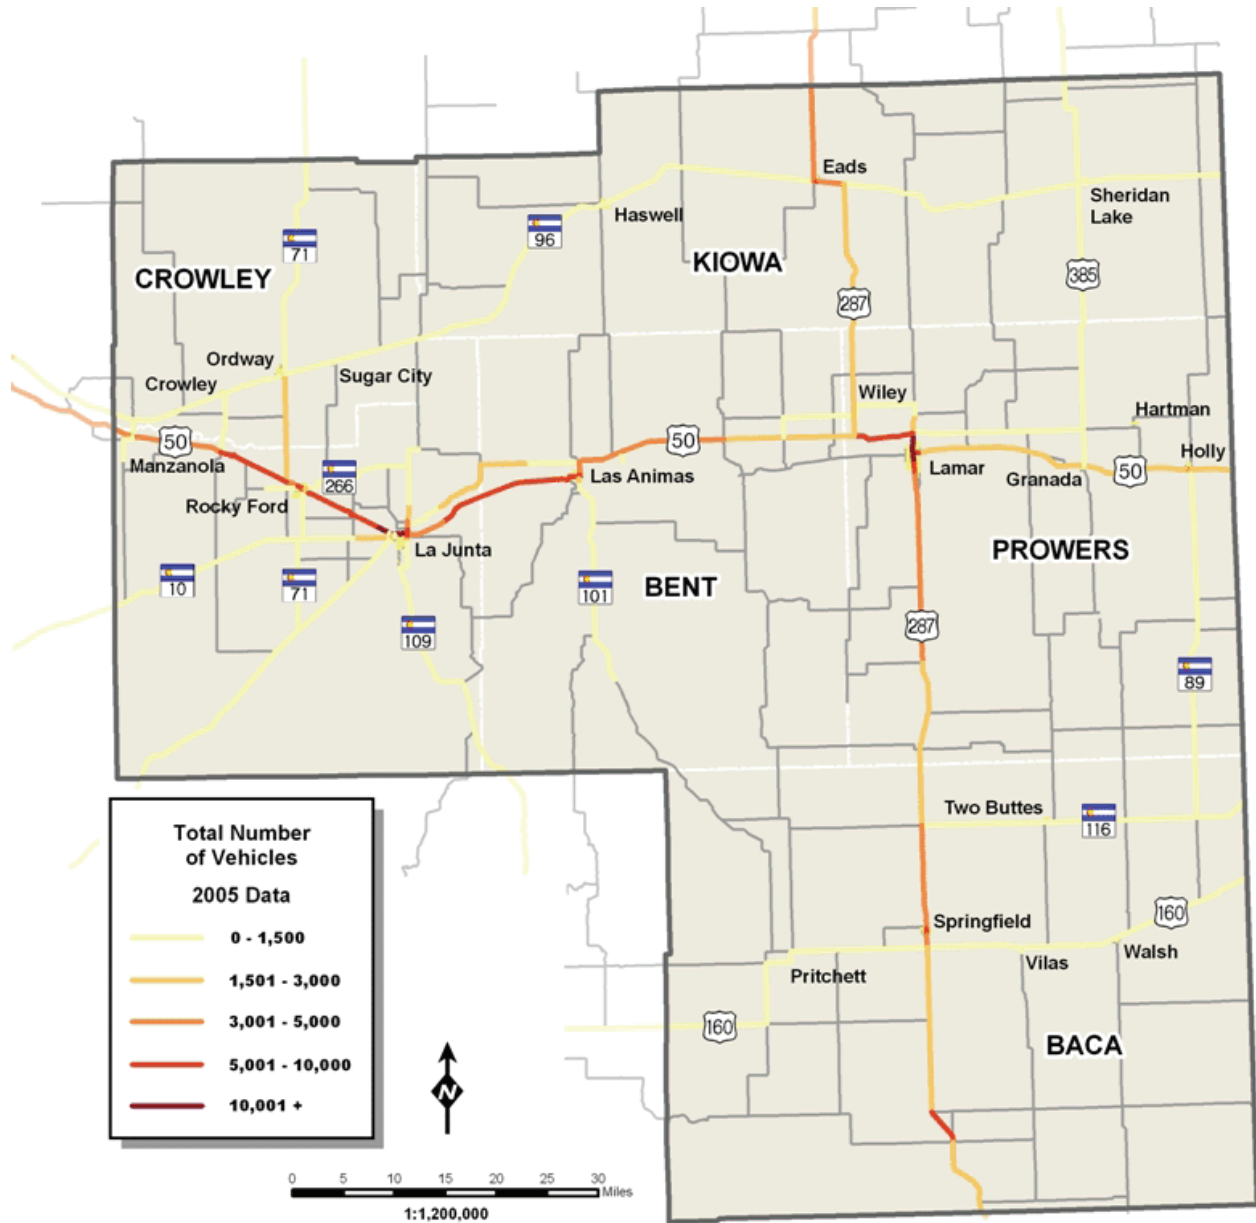 Eads
Sheridan
Lake
Haswell
96
71
KIOWA
CROWLEY
385
287
Ordway
Sugar City
Crowley
Wiley
Hartman
50
50
Manzanola
266
Las Animas
Lamar
Granada
50
Holly
Rocky Ford
La Junta
PROWERS
10
71
101
BENT
109
287
89
Two Buttes
116
Total Number
of Vehicles
2005 Data
0 - 1,500
1,501 - 3,000
3,001 - 5,000
5,001 - 10,000
10,001 +
160
Springfield
Walsh
Vilas
Pritchett
160
BACA
N
0 5 10 15 20 25 30
Miles
1:1,200,000